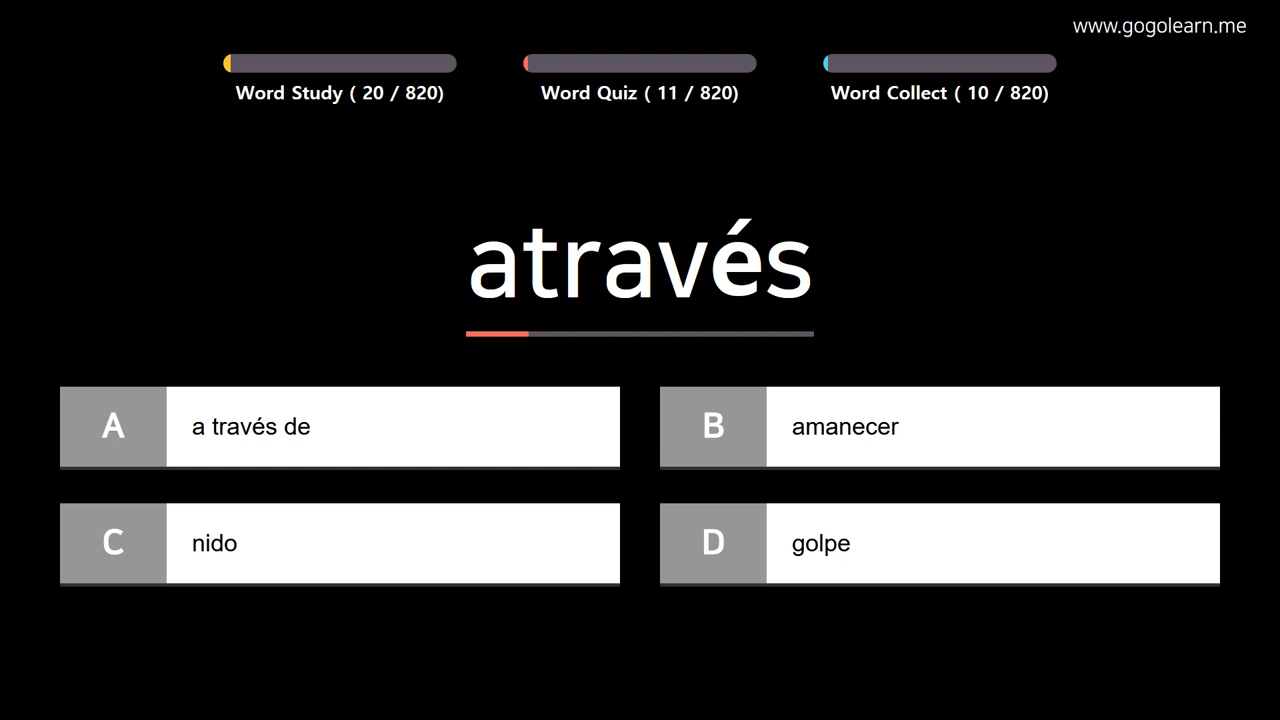 www.gogolearn.me
Word Study ( 20 / 820)
Word Quiz ( 11 / 820)
Word Collect ( 10 / 820)
através
A
a través de
B
amanecer
C
nido
D
golpe